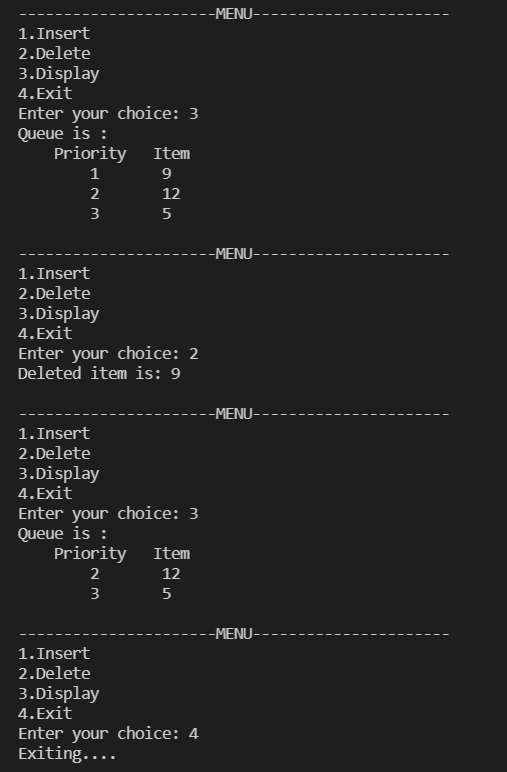 ----------------------MENU----------------------
1.Insert
2.Delete
3.Display
4.Exit
Enter your choice: 3
Queue is :
    Priority   Item
        1       9
        2       12
        3       5

----------------------MENU----------------------
1.Insert
2.Delete
3.Display
4.Exit
Enter your choice: 2
Deleted item is: 9

----------------------MENU----------------------
1.Insert
2.Delete
3.Display
4.Exit
Enter your choice: 3
Queue is :
    Priority   Item
        2       12
        3       5

----------------------MENU----------------------
1.Insert
2.Delete
3.Display
4.Exit
Enter your choice: 4
Exiting....